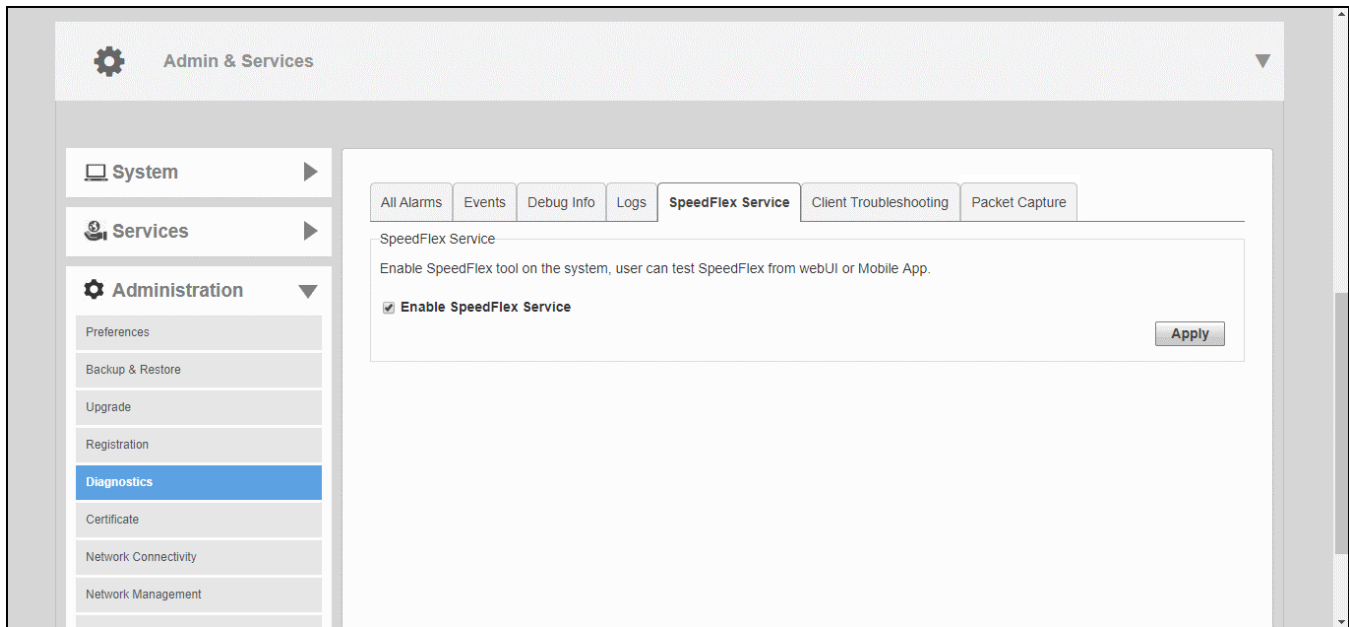 Admin & Services
System
Services
Administration
Preferences
Backup & Restore
Upgrade
Registration
Diagnostics
Certificate
Network Connectivity
Network Management
All Alarms Events Debug Info Logs SpeedFlex Service Client Troubleshooting Packet Capture
SpeedFlex Service
Enable SpeedFlex tool on the system, user can test SpeedFlex from webUI or Mobile App.
Enable SpeedFlex Service
Apply